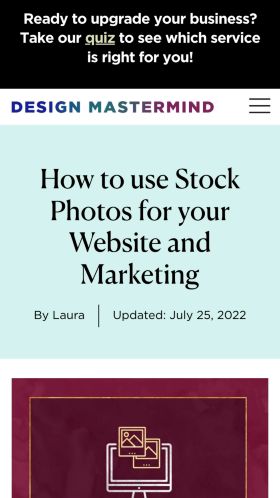 Ready to upgrade your business?
Take our quiz to see which service
is right for you!
DESIGN MASTERMIND
How to use Stock
Photos for your
Website and
Marketing
By Laura
Updated: July 25, 2022